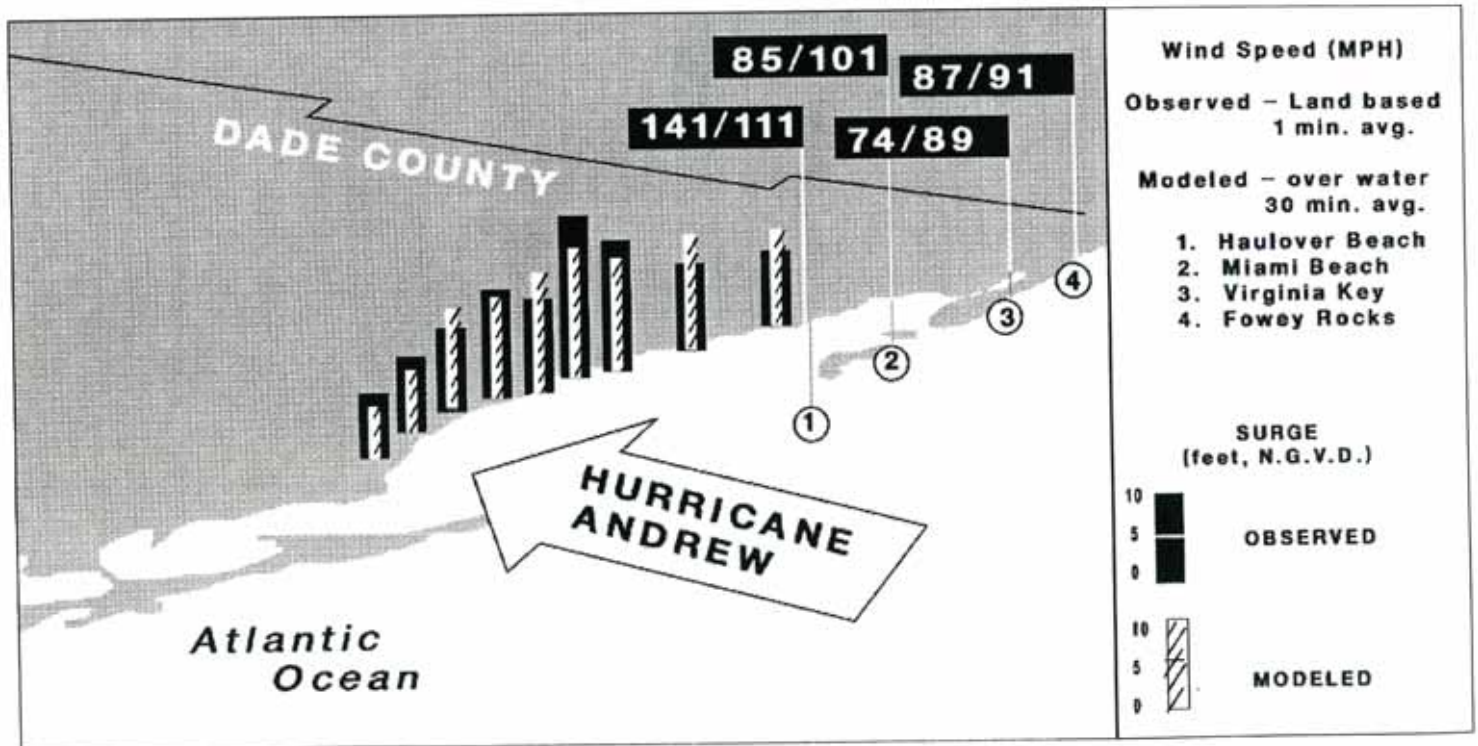 85/101
87/91
141/111
74/89
DADE COUNTY
HURRICANE
ANDREW
Atlantic
Ocean
1
2
3
4
Wind Speed (MPH)
Observed – Land based
1 min. avg.
Modeled – over water
30 min. avg.
1. Haulover Beach
2. Miami Beach
3. Virginia Key
4. Fowey Rocks
SURGE
(feet, N.G.V.D.)
10
5
0
OBSERVED
10
5
0
MODELED